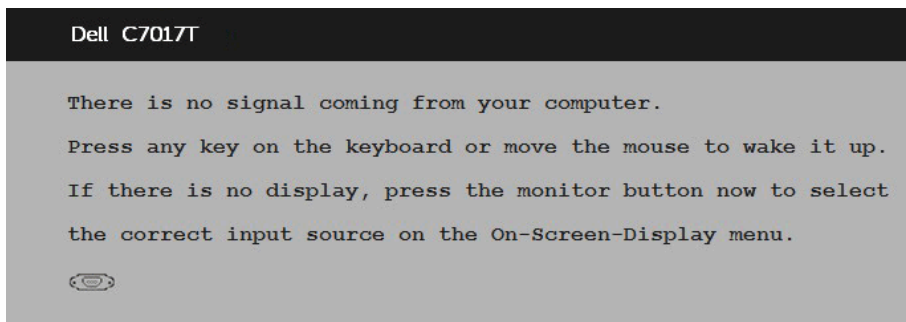 Dell C7017T
There is no signal coming from your computer.
Press any key on the keyboard or move the mouse to wake it up.
If there is no display, press the monitor button now to select
the correct input source on the On-Screen-Display menu.